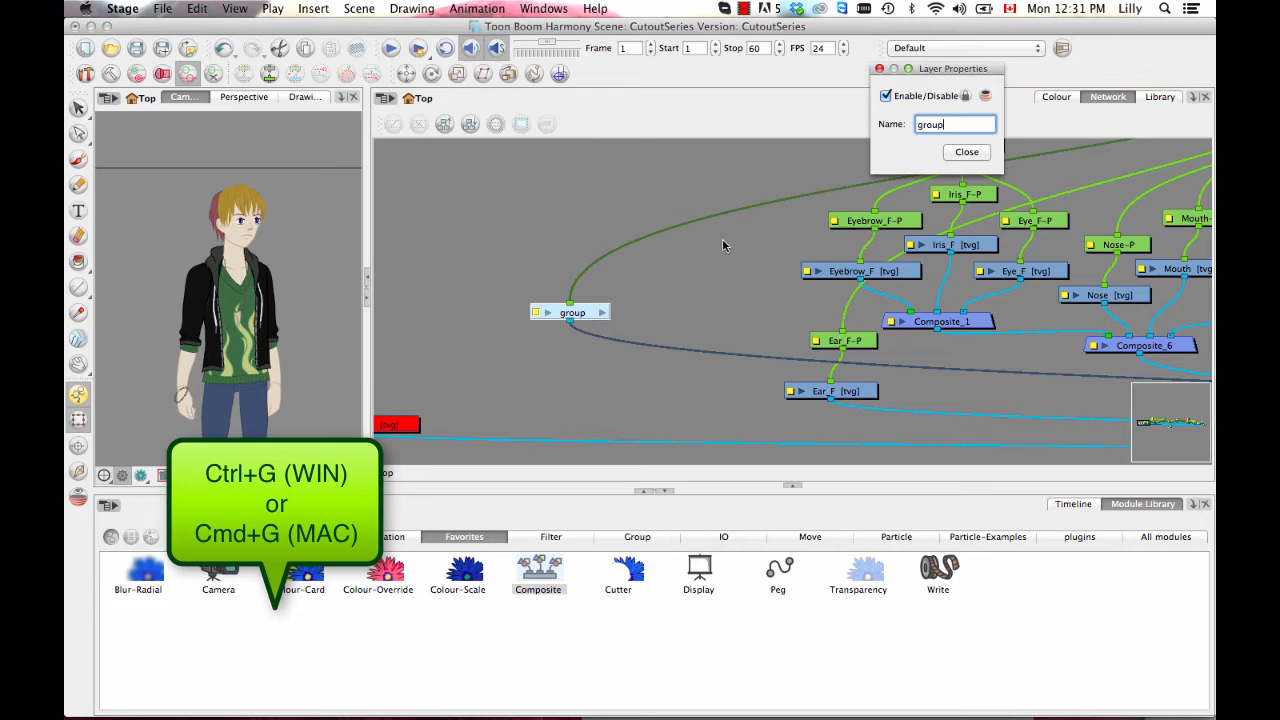 Stage File Edit View Play Insert Scene Drawing Animation Windows Help 5 Mon 12:31 PM Lilly
Toon Boom Harmony Scene: CutoutSeries Version: CutoutSeries
Frame 1 Start 1 Stop 60 FPS 24 Default
Layer Properties
Top Cam... Perspective Drawi...
Top Colour Network Library
Enable/Disable
Name: group
Close
Iris_F-P
Eyebrow_F-P Eye_F-P Mouth-
Iris_F [tvg] Nose-P
Eyebrow_F [tvg] Eye_F [tvg] Mouth [tvg
Nose [tvg]
group
Composite_1
Ear_F-P Composite_6
Ear_F [tvg]
[tvg]
Ctrl+G (WIN)
or
Cmd+G (MAC)
Timeline Module Library
Favorites Filter Group IO Move Particle Particle-Examples plugins All modules
Blur-Radial Camera Colour-Override Colour-Scale Composite Cutter Display Peg Transparency Write